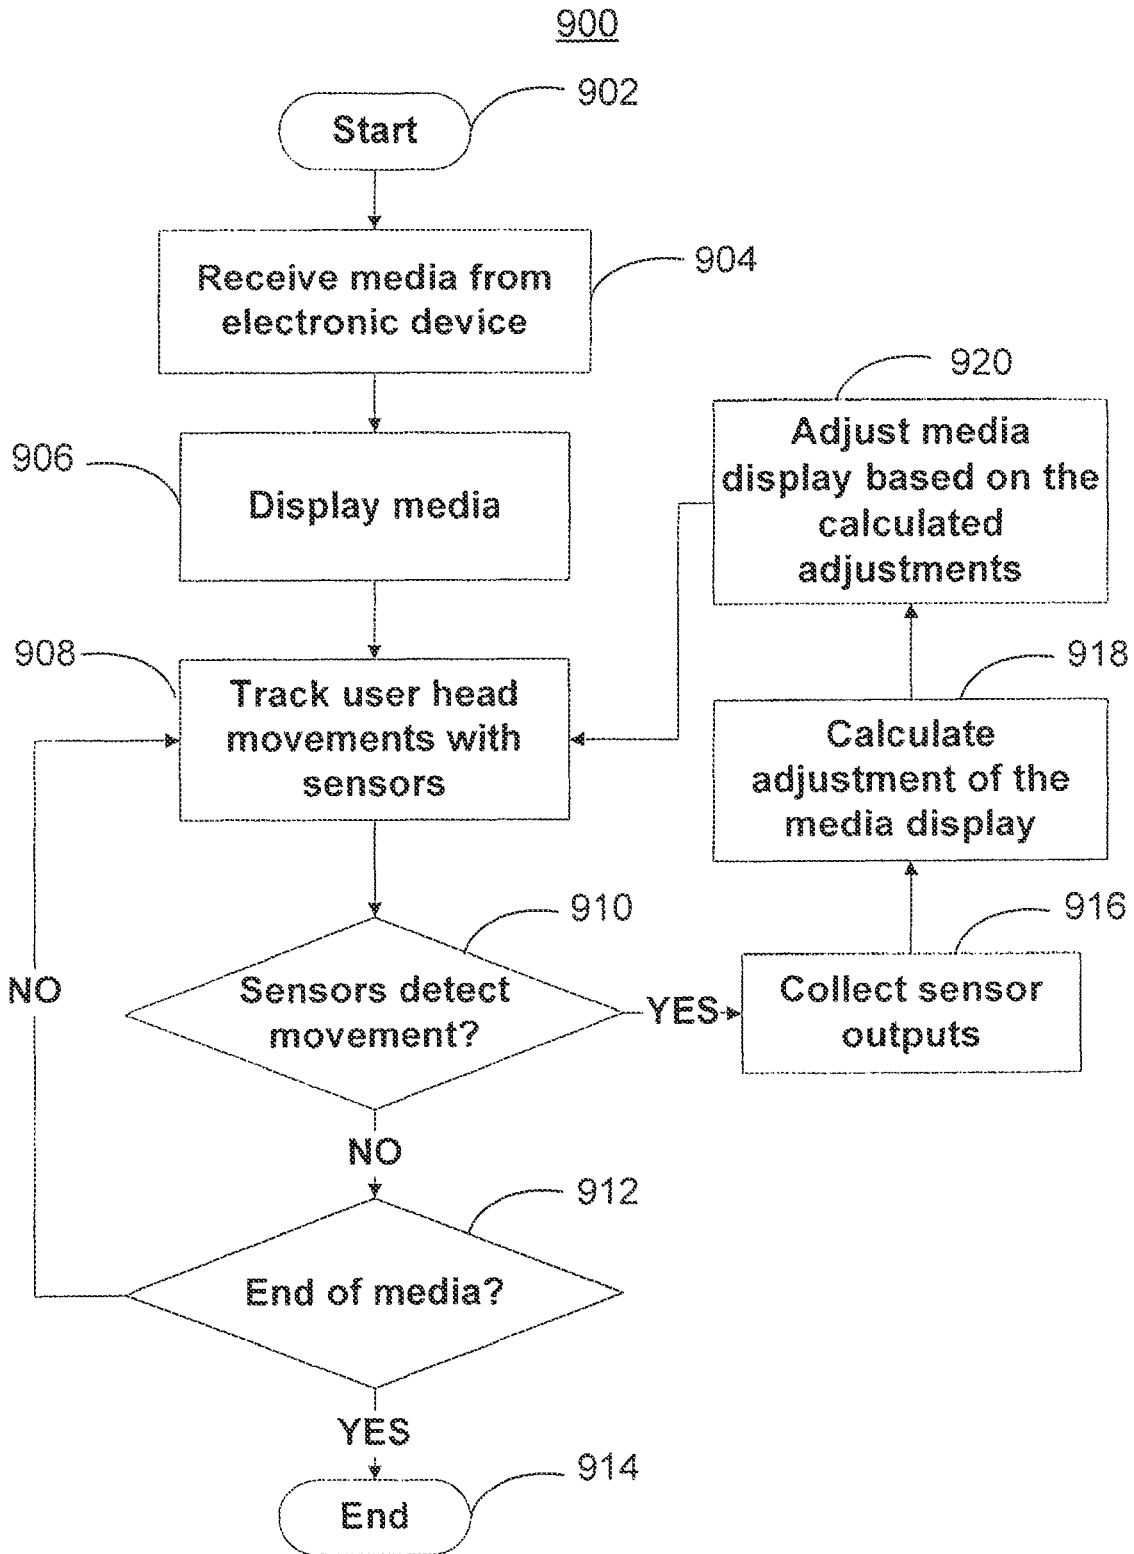 900
902
Start
904
Receive media from
electronic device
906
Display media
920
Adjust media
display based on the
calculated
adjustments
908
Track user head
movements with
sensors
918
Calculate
adjustment of the
media display
910
Sensors detect
movement?
YES
916
Collect sensor
outputs
NO
NO
912
End of media?
YES
914
End